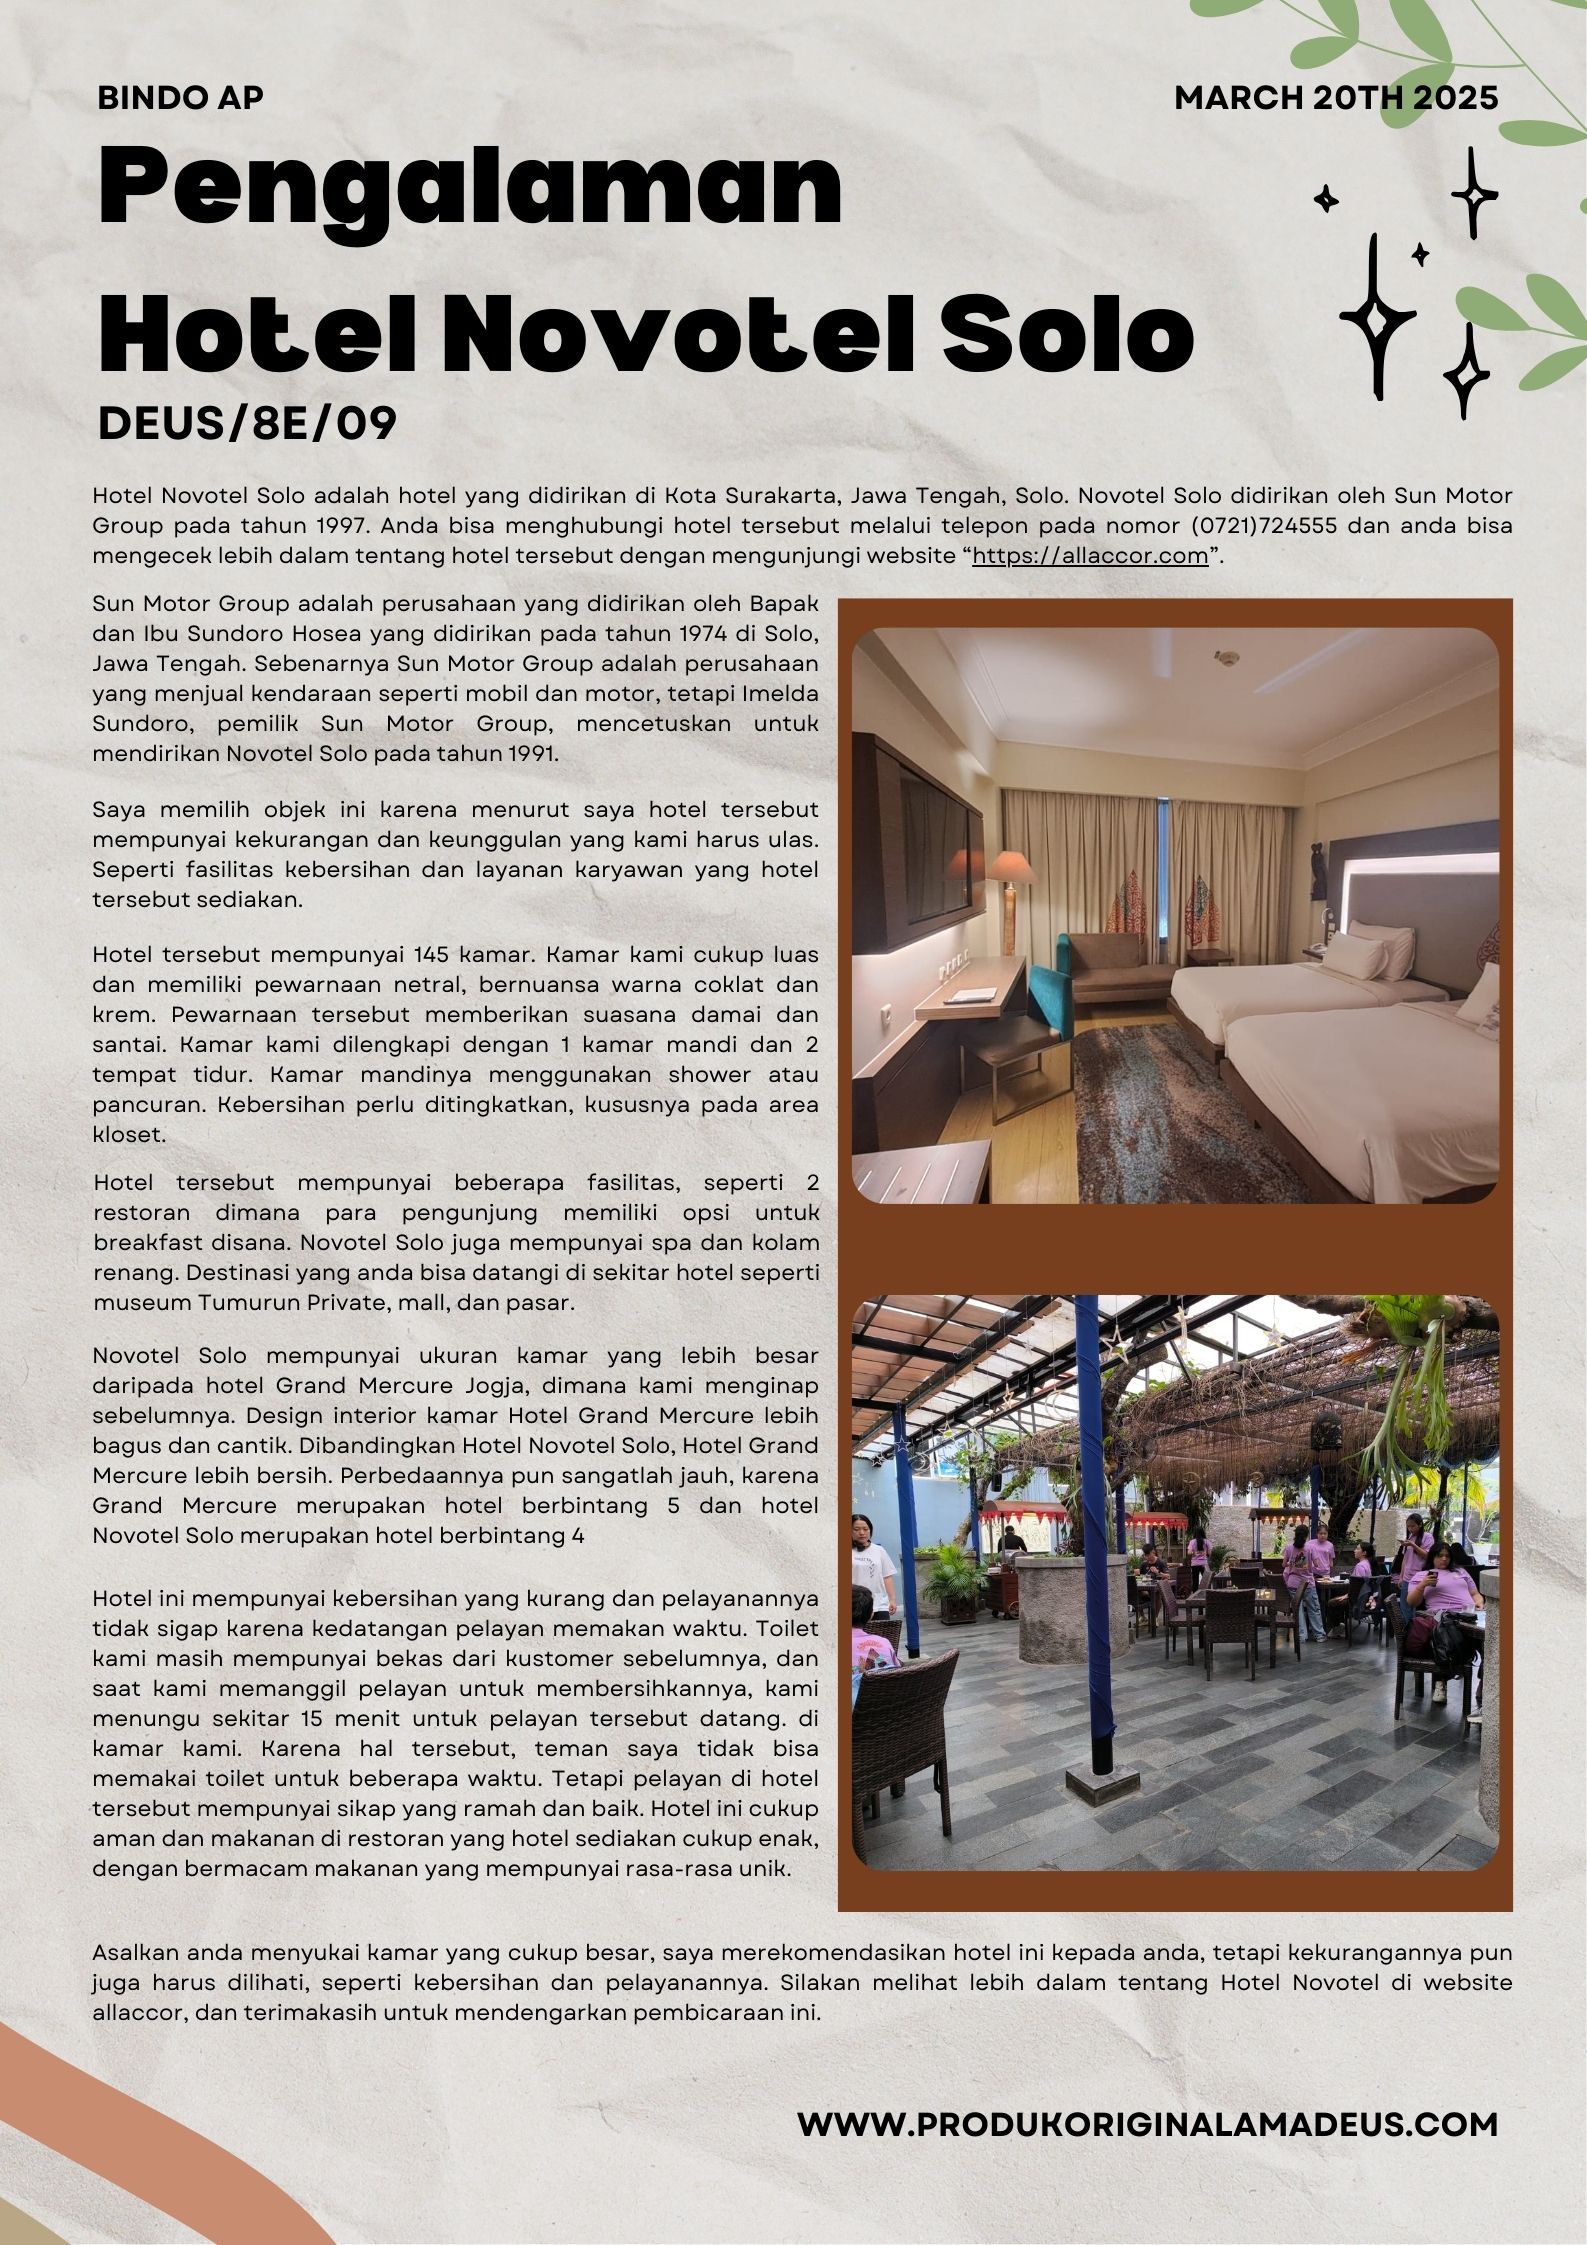 BINDO AP
MARCH 20TH 2025
Pengalaman
Hotel Novotel Solo
DEUS/8E/09
Hotel Novotel Solo adalah hotel yang didirikan di Kota Surakarta, Jawa Tengah, Solo. Novotel Solo didirikan oleh Sun Motor
Group pada tahun 1997. Anda bisa menghubungi hotel tersebut melalui telepon pada nomor (0721)724555 dan anda bisa
mengecek lebih dalam tentang hotel tersebut dengan mengunjungi website “https://allaccor.com”.
Sun Motor Group adalah perusahaan yang didirikan oleh Bapak
dan Ibu Sundoro Hosea yang didirikan pada tahun 1974 di Solo,
Jawa Tengah. Sebenarnya Sun Motor Group adalah perusahaan
yang menjual kendaraan seperti mobil dan motor, tetapi Imelda
Sundoro, pemilik Sun Motor Group, mencetuskan untuk
mendirikan Novotel Solo pada tahun 1991.
Saya memilih objek ini karena menurut saya hotel tersebut
mempunyai kekurangan dan keunggulan yang kami harus ulas.
Seperti fasilitas kebersihan dan layanan karyawan yang hotel
tersebut sediakan.
Hotel tersebut mempunyai 145 kamar. Kamar kami cukup luas
dan memiliki pewarnaan netral, bernuansa warna coklat dan
krem. Pewarnaan tersebut memberikan suasana damai dan
santai. Kamar kami dilengkapi dengan 1 kamar mandi dan 2
tempat tidur. Kamar mandinya menggunakan shower atau
pancuran. Kebersihan perlu ditingkatkan, kususnya pada area
kloset.
Hotel tersebut mempunyai beberapa fasilitas, seperti 2
restoran dimana para pengunjung memiliki opsi untuk
breakfast disana. Novotel Solo juga mempunyai spa dan kolam
renang. Destinasi yang anda bisa datangi di sekitar hotel seperti
museum Tumurun Private, mall, dan pasar.
Novotel Solo mempunyai ukuran kamar yang lebih besar
daripada hotel Grand Mercure Jogja, dimana kami menginap
sebelumnya. Design interior kamar Hotel Grand Mercure lebih
bagus dan cantik. Dibandingkan Hotel Novotel Solo, Hotel Grand
Mercure lebih bersih. Perbedaannya pun sangatlah jauh, karena
Grand Mercure merupakan hotel berbintang 5 dan hotel
Novotel Solo merupakan hotel berbintang 4
Hotel ini mempunyai kebersihan yang kurang dan pelayanannya
tidak sigap karena kedatangan pelayan memakan waktu. Toilet
kami masih mempunyai bekas dari kustomer sebelumnya, dan
saat kami memanggil pelayan untuk membersihkannya, kami
menungu sekitar 15 menit untuk pelayan tersebut datang. di
kamar kami. Karena hal tersebut, teman saya tidak bisa
memakai toilet untuk beberapa waktu. Tetapi pelayan di hotel
tersebut mempunyai sikap yang ramah dan baik. Hotel ini cukup
aman dan makanan di restoran yang hotel sediakan cukup enak,
dengan bermacam makanan yang mempunyai rasa-rasa unik.
Asalkan anda menyukai kamar yang cukup besar, saya merekomendasikan hotel ini kepada anda, tetapi kekurangannya pun
juga harus dilihati, seperti kebersihan dan pelayanannya. Silakan melihat lebih dalam tentang Hotel Novotel di website
allaccor, dan terimakasih untuk mendengarkan pembicaraan ini.
WWW.PRODUKORIGINALAMADEUS.COM